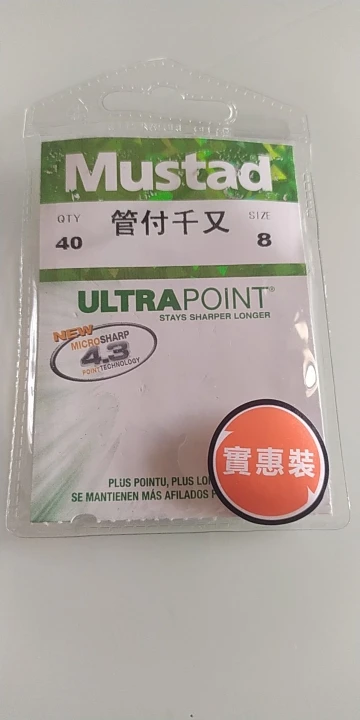 Mustad
QTY 管付千又 SIZE
40 8
ULTRAPOINT®
STAYS SHARPER LONGER
NEW
MICROSHARP
4.3
POINT TECHNOLOGY
實惠裝
PLUS POINTU, PLUS
SE MANTIENEN MÁS AFILADOS